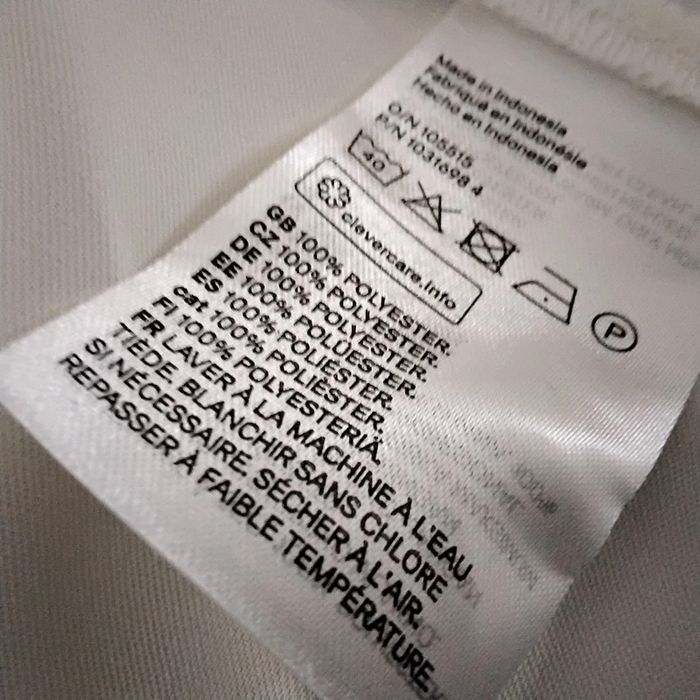 Made in Indonesia
Fabriqué en Indonésie
Hecho en Indonesia
O/N 105515
P/N 1031698 4
40
P
clevercare.info
GB 100% POLYESTER.
CZ 100% POLYESTER.
DE 100% POLYESTER.
EE 100% POLÜESTER.
ES 100% POLIÉSTER.
cat 100% POLIÈSTER.
FI 100% POLYESTERIÄ.
FR LAVER À LA MACHINE À L'EAU
TIÈDE. BLANCHIR SANS CHLORE
SI NÉCESSAIRE. SÉCHER À L'AIR.
REPASSER À FAIBLE TEMPÉRATURE.